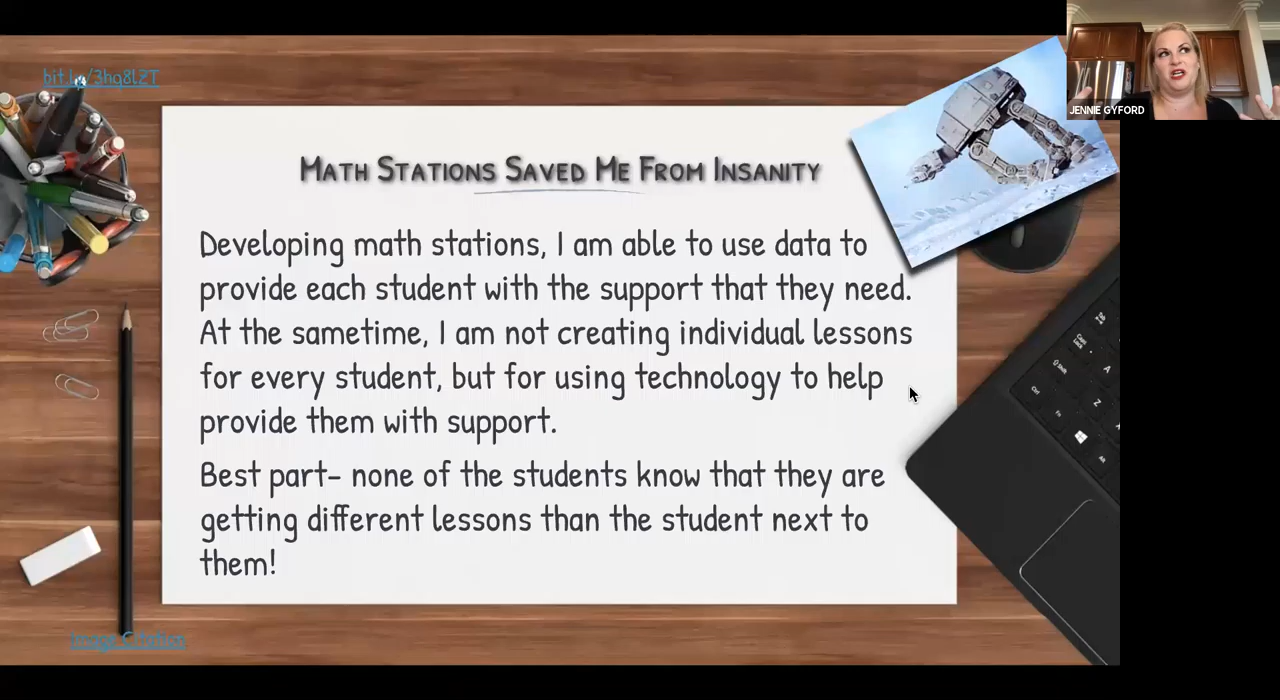 bit.ly/3hq8lZT
JENNIE GYFORD
Math Stations Saved Me From Insanity
Developing math stations, I am able to use data to
provide each student with the support that they need.
At the sametime, I am not creating individual lessons
for every student, but for using technology to help
provide them with support.
Best part- none of the students know that they are
getting different lessons than the student next to
them!
Image Citation